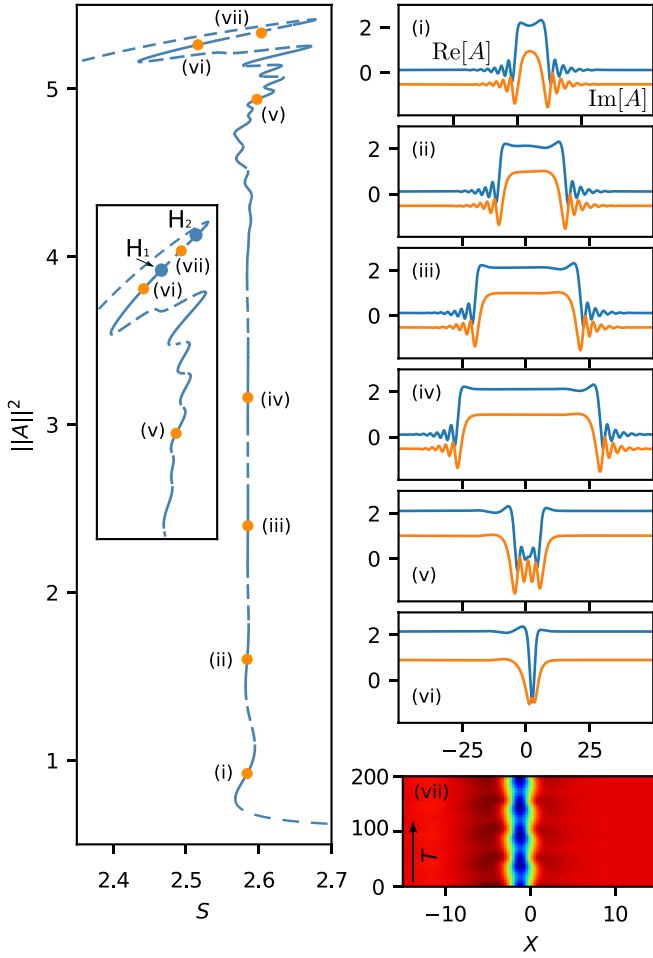 (vii)
(vi)
(v)
5
4
3
2
1
||A||²
H₂
H₁
(vii)
(vi)
(v)
(iv)
(iii)
(ii)
(i)
2.4
2.5
2.6
2.7
S
(i)
Re[A]
Im[A]
2
0
(ii)
2
0
(iii)
2
0
(iv)
2
0
(v)
2
0
(vi)
2
0
−25
0
25
(vii)
200
100
0
T
−10
0
10
X